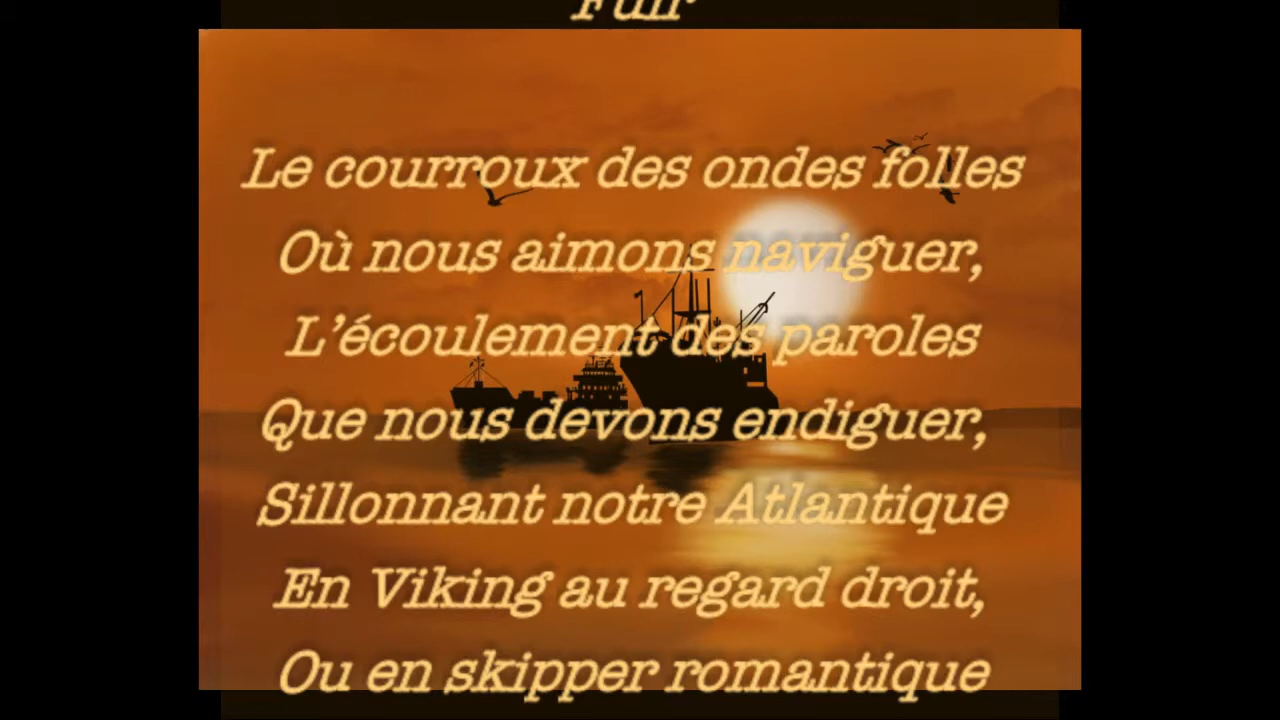 Fuir
Le courroux des ondes folles
Où nous aimons naviguer,
L'écoulement des paroles
Que nous devons endiguer,
Sillonnant notre Atlantique
En Viking au regard droit,
Ou en skipper romantique